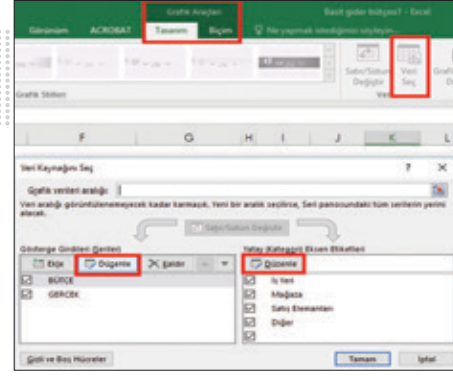 Grafik Araçları
Basit gider bütçesi1 - Excel
Görünüm ACROBAT Tasarım Biçim Ne yapmak istediğinizi söyleyin...
Satır/Sütun Değiştir
Veri Seç
Grafik Stilleri
F G H I J K L
Veri Kaynağını Seç ? ×
Grafik verileri aralığı:
Veri aralığı görüntülenemeyecek kadar karmaşık. Yeni bir aralık seçilirse, Seri panosundaki tüm serilerin yerini
alacak.
Satır/Sütun Değiştir
Gösterge Girdileri (Seriler) Yatay (Kategori) Eksen Etiketleri
Ekle Düzenle Kaldır Düzenle
BÜTÇE İş Yeri
GERÇEK Mağaza
Satış Elemanları
Diğer
Gizli ve Boş Hücreler Tamam İptal